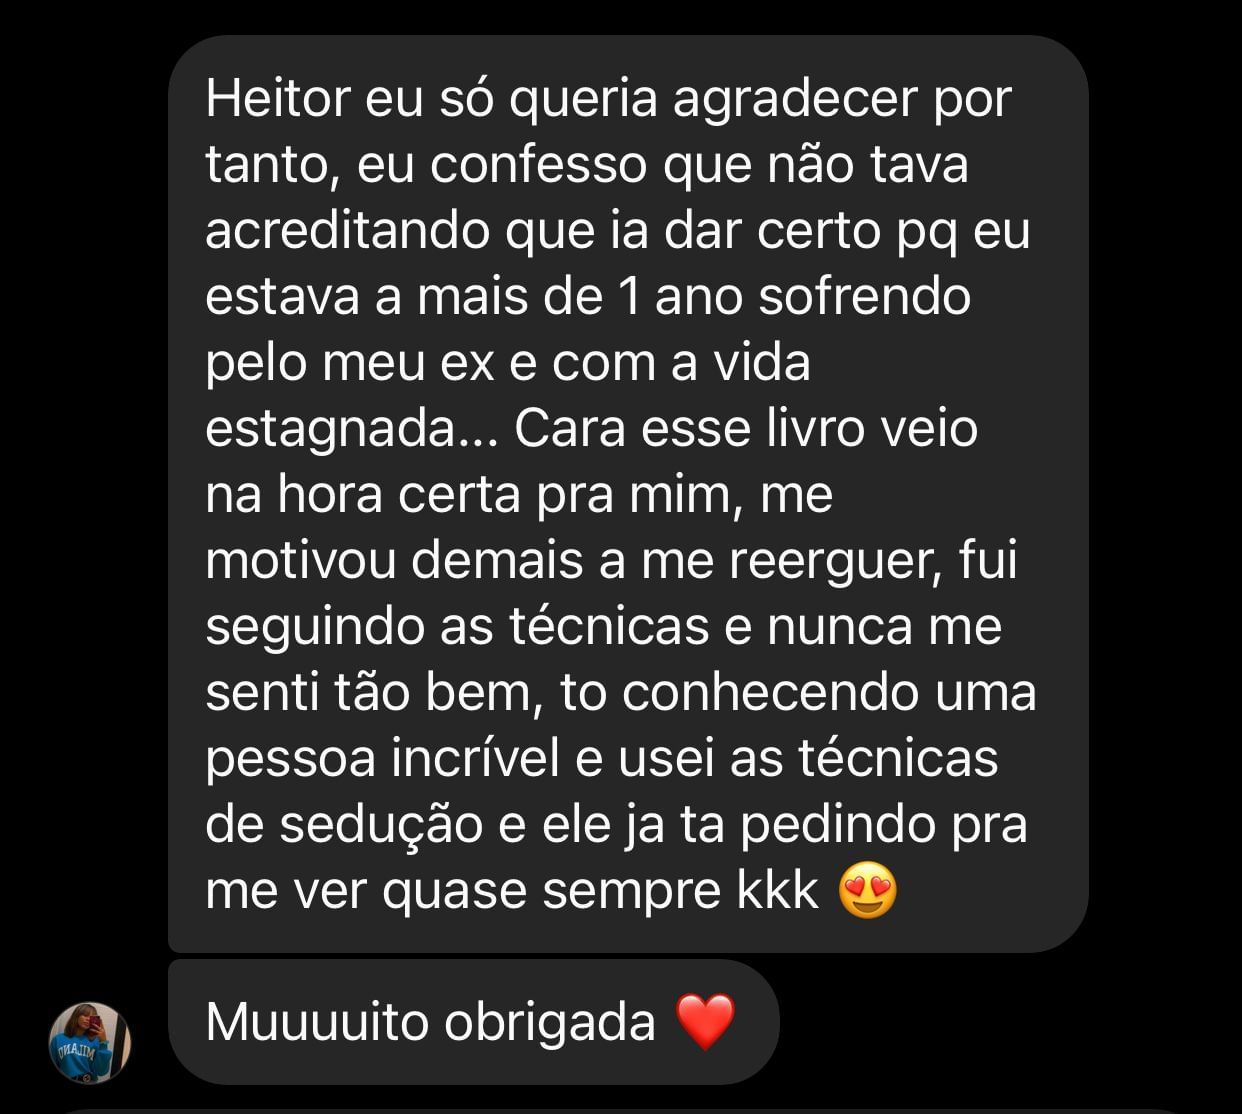 Heitor eu só queria agradecer por
tanto, eu confesso que não tava
acreditando que ia dar certo pq eu
estava a mais de 1 ano sofrendo
pelo meu ex e com a vida
estagnada... Cara esse livro veio
na hora certa pra mim, me
motivou demais a me reerguer, fui
seguindo as técnicas e nunca me
senti tão bem, to conhecendo uma
pessoa incrível e usei as técnicas
de sedução e ele ja ta pedindo pra
me ver quase sempre kkk 😍
Muuuuito obrigada ❤️
MILANO